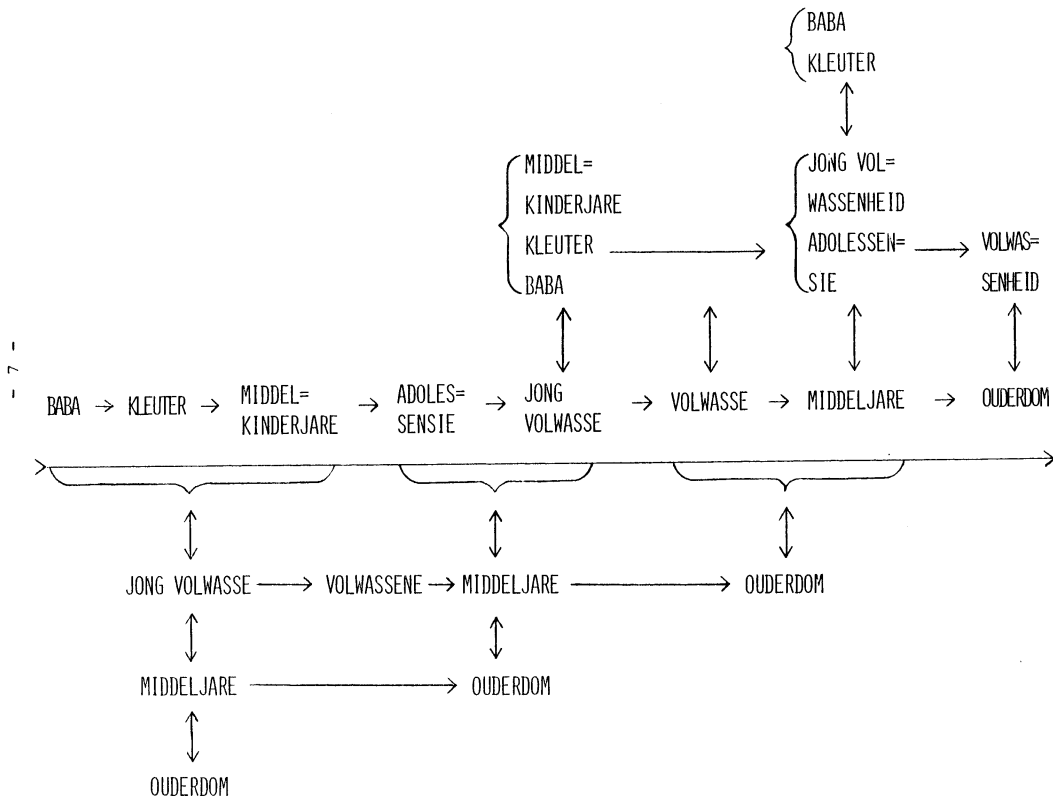 BABA
KLEUTER
MIDDEL=
KINDERJARE
KLEUTER
BABA
JONG VOL=
WASSENHEID
ADOLESSEN=
SIE
VOLWAS=
SENHEID
- 7 -
BABA → KLEUTER → MIDDEL=
KINDERJARE → ADOLES=
SENSIE → JONG
VOLWASSE → VOLWASSE → MIDDELJARE → OUDERDOM
JONG VOLWASSE → VOLWASSENE → MIDDELJARE → OUDERDOM
MIDDELJARE → OUDERDOM
OUDERDOM